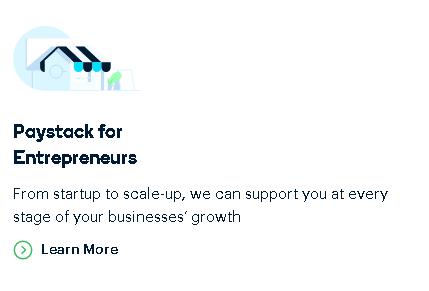 Paystack for
Entrepreneurs
From startup to scale-up, we can support you at every
stage of your businesses’ growth
Learn More